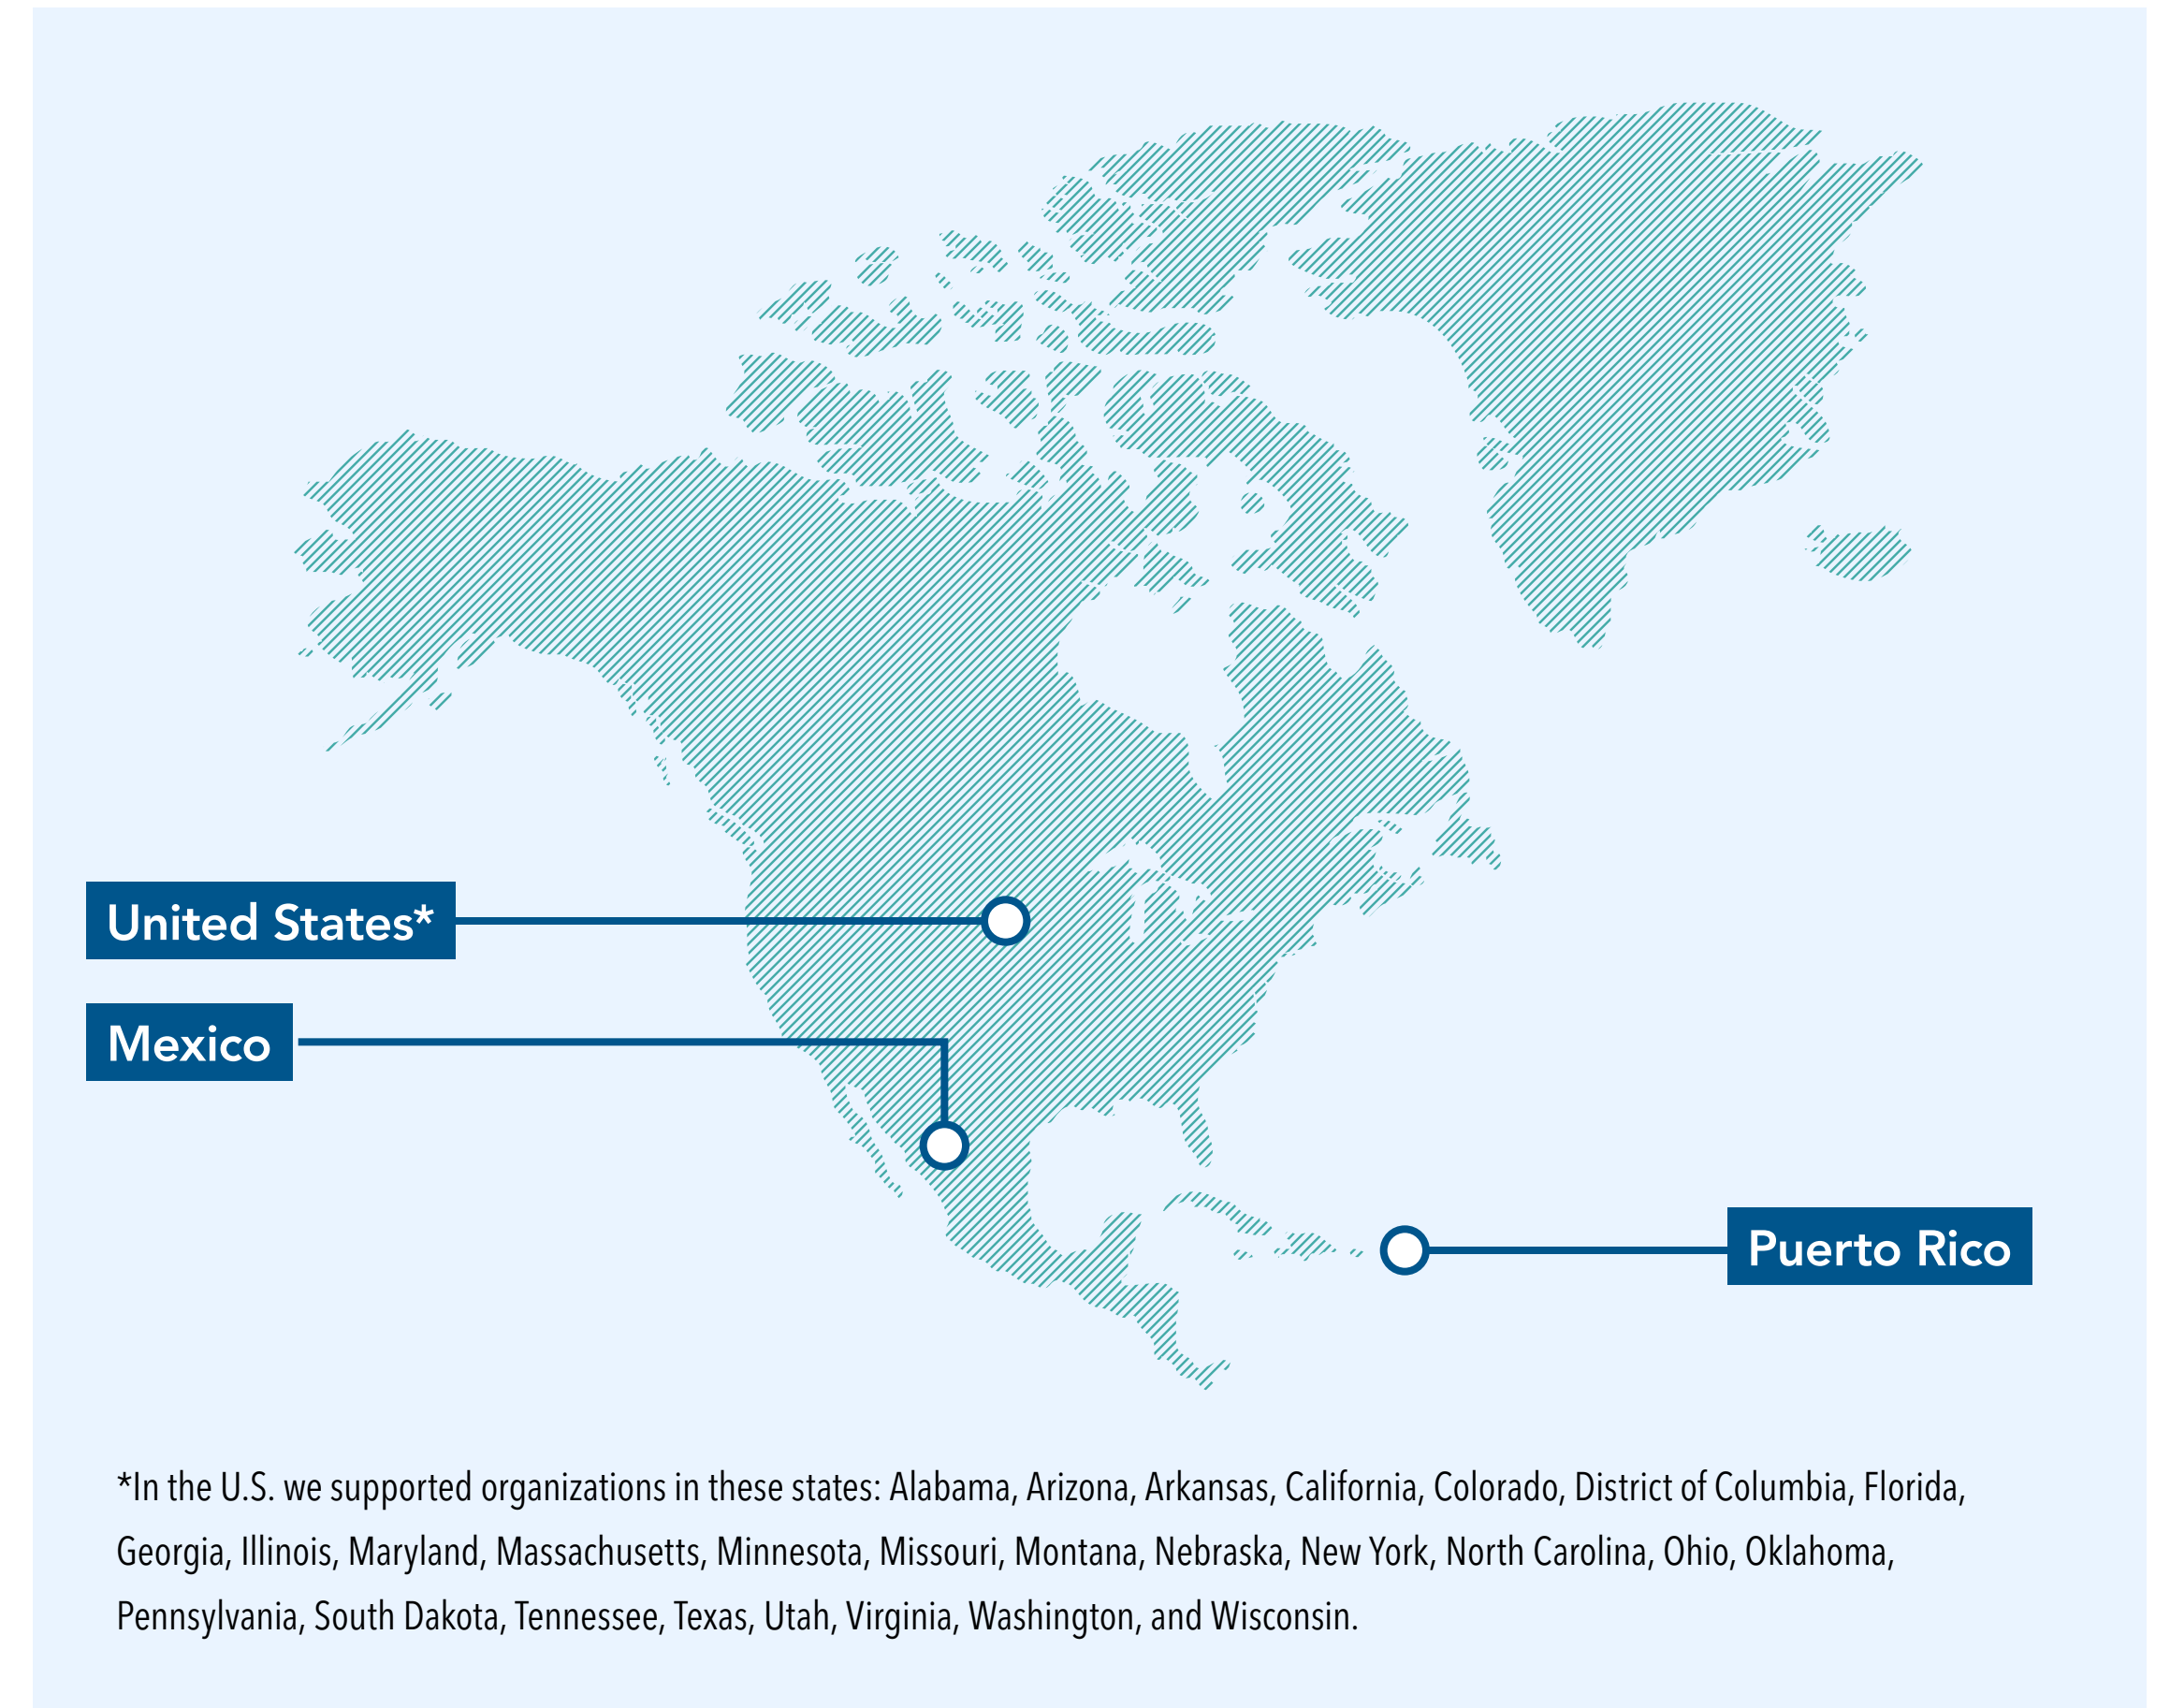 United States*
Mexico
Puerto Rico
*In the U.S. we supported organizations in these states: Alabama, Arizona, Arkansas, California, Colorado, District of Columbia, Florida,
Georgia, Illinois, Maryland, Massachusetts, Minnesota, Missouri, Montana, Nebraska, New York, North Carolina, Ohio, Oklahoma,
Pennsylvania, South Dakota, Tennessee, Texas, Utah, Virginia, Washington, and Wisconsin.